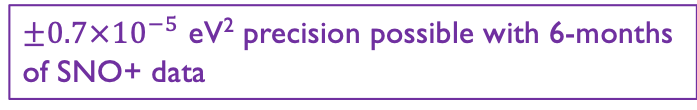 ±0.7×10⁻⁵ eV² precision possible with 6-months
of SNO+ data